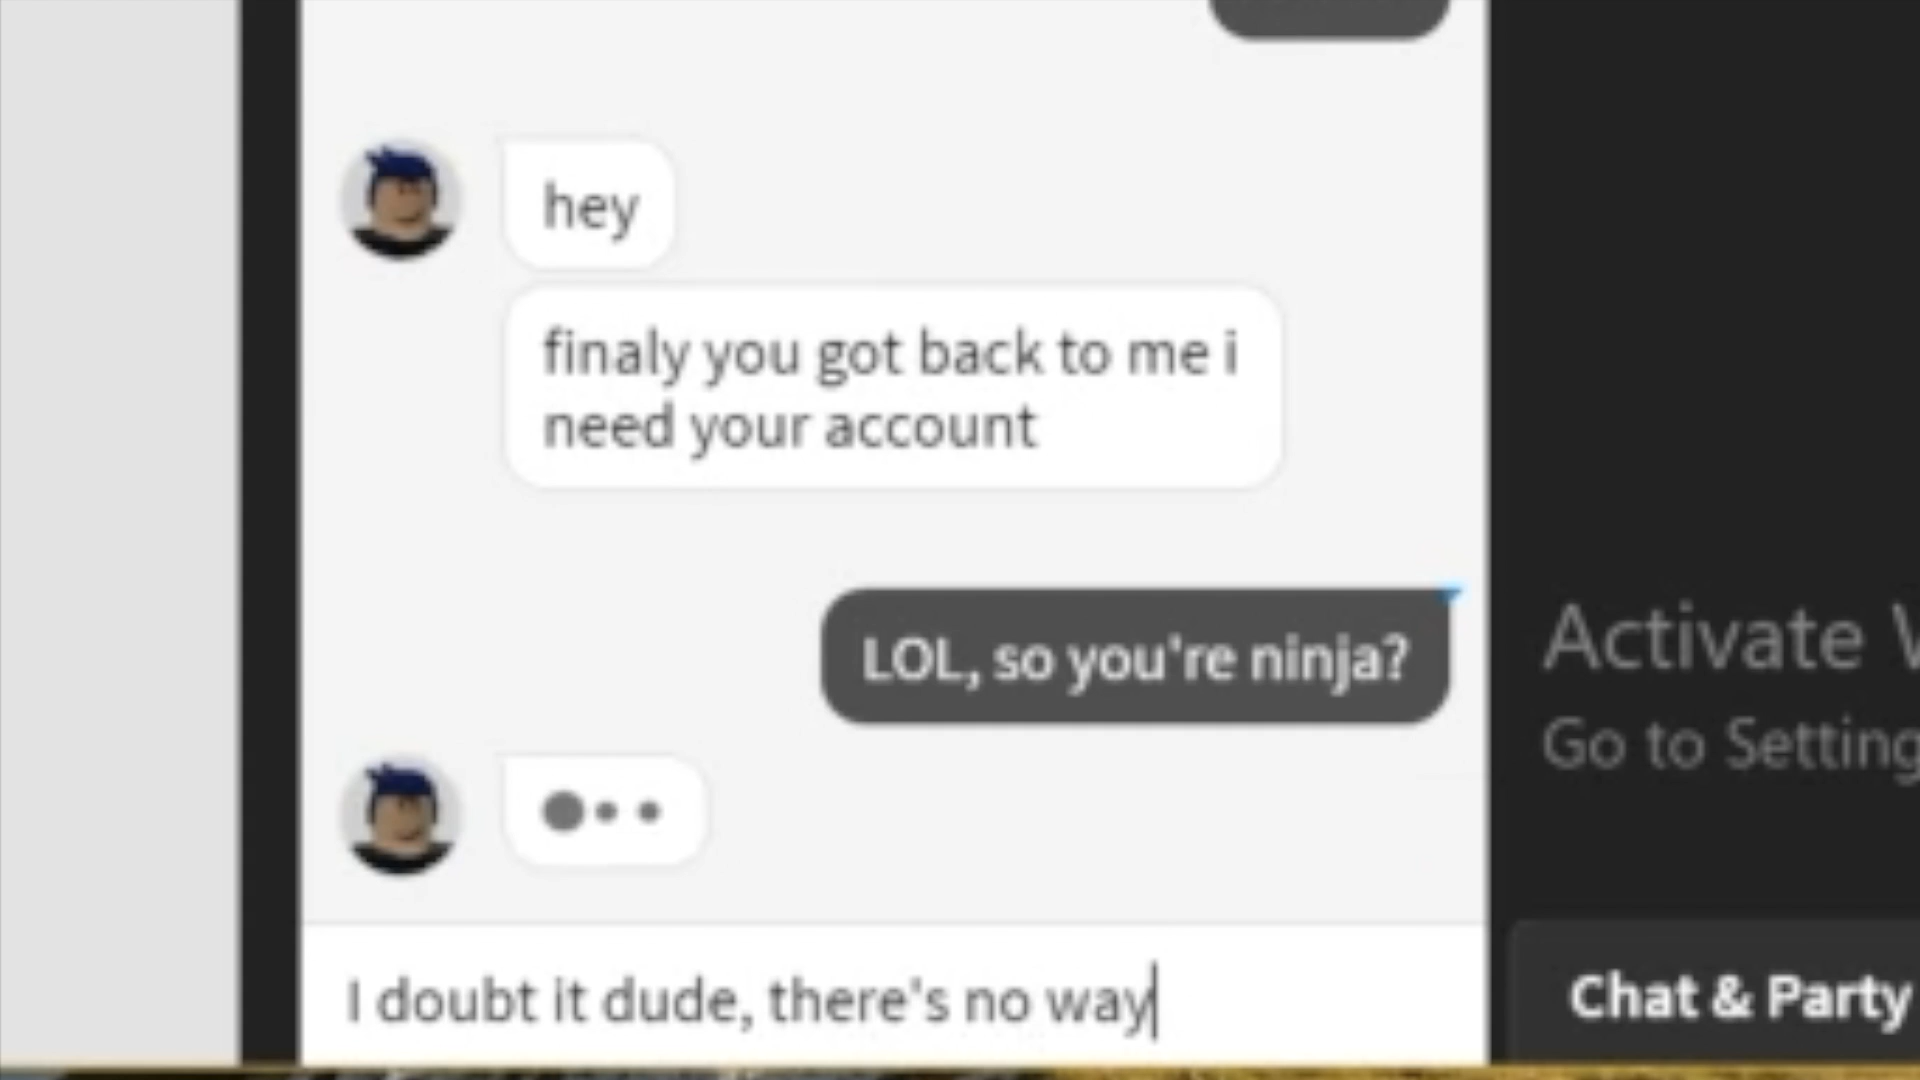 hey
finaly you got back to me i
need your account
LOL, so you're ninja?
Activate
Go to Setting
I doubt it dude, there's no way
Chat & Party